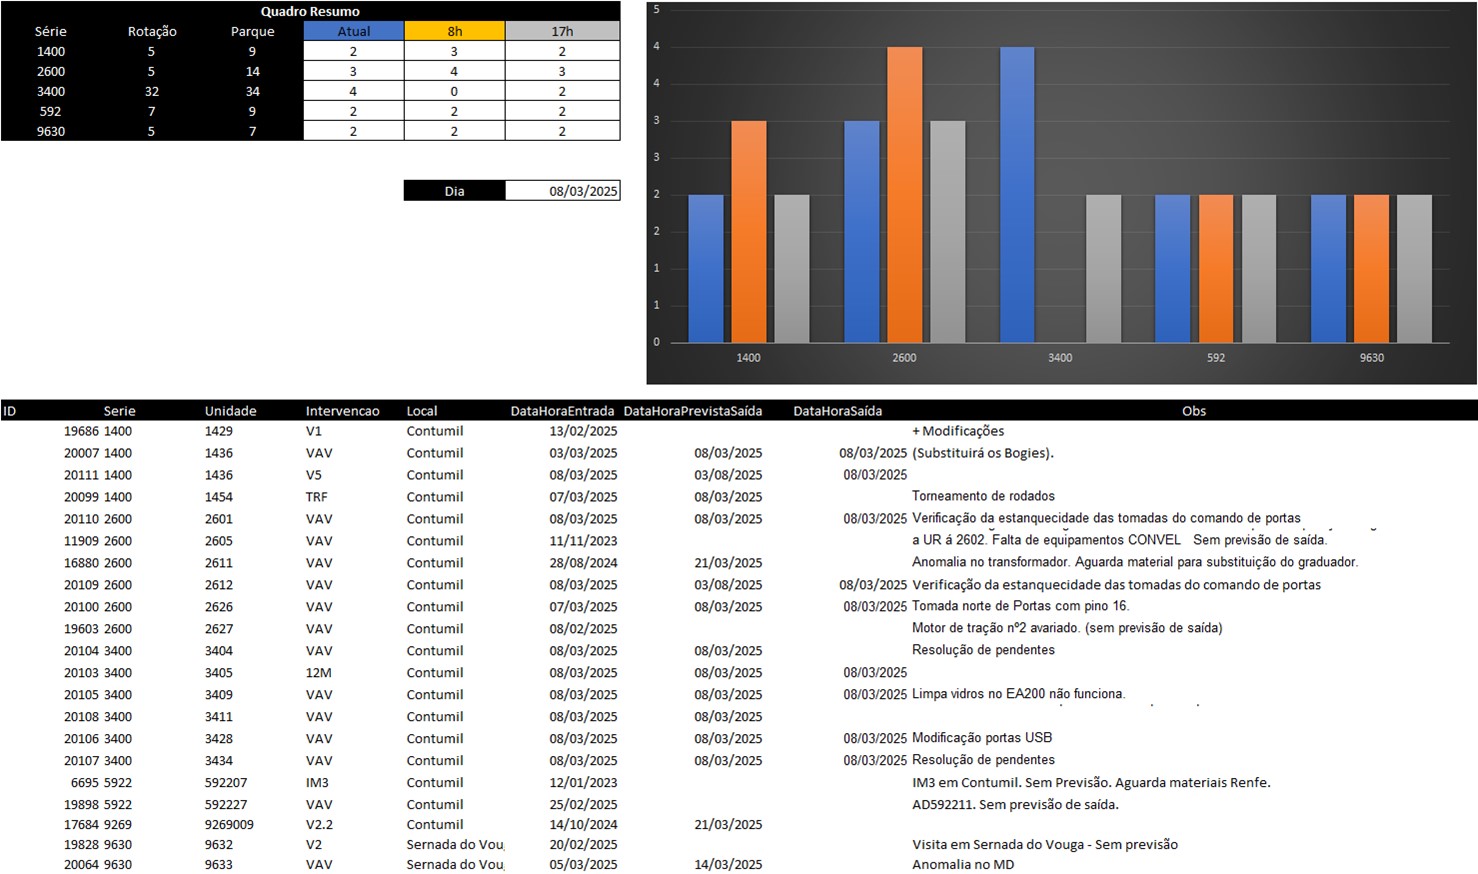 Quadro Resumo
Série Rotação Parque Atual 8h 17h
1400 5 9 2 3 2
2600 5 14 3 4 3
3400 32 34 4 0 2
592 7 9 2 2 2
9630 5 7 2 2 2
Dia 08/03/2025
5
4
4
3
3
2
2
1
1
0
1400 2600 3400 592 9630
ID Serie Unidade Intervencao Local DataHoraEntrada DataHoraPrevistaSaída DataHoraSaída Obs
19686 1400 1429 V1 Contumil 13/02/2025 + Modificações
20007 1400 1436 VAV Contumil 03/03/2025 08/03/2025 08/03/2025 (Substituirá os Bogies).
20111 1400 1436 V5 Contumil 08/03/2025 03/08/2025 08/03/2025
20099 1400 1454 TRF Contumil 07/03/2025 08/03/2025 Torneamento de rodados
20110 2600 2601 VAV Contumil 08/03/2025 08/03/2025 08/03/2025 Verificação da estanquecidade das tomadas do comando de portas
11909 2600 2605 VAV Contumil 11/11/2023 a UR á 2602. Falta de equipamentos CONVEL Sem previsão de saída.
16880 2600 2611 VAV Contumil 28/08/2024 21/03/2025 Anomalia no transformador. Aguarda material para substituição do graduador.
20109 2600 2612 VAV Contumil 08/03/2025 03/08/2025 08/03/2025 Verificação da estanquecidade das tomadas do comando de portas
20100 2600 2626 VAV Contumil 07/03/2025 08/03/2025 08/03/2025 Tomada norte de Portas com pino 16.
19603 2600 2627 VAV Contumil 08/02/2025 Motor de tração nº2 avariado. (sem previsão de saída)
20104 3400 3404 VAV Contumil 08/03/2025 08/03/2025 Resolução de pendentes
20103 3400 3405 12M Contumil 08/03/2025 08/03/2025 08/03/2025
20105 3400 3409 VAV Contumil 08/03/2025 08/03/2025 08/03/2025 Limpa vidros no EA200 não funciona.
20108 3400 3411 VAV Contumil 08/03/2025 08/03/2025
20106 3400 3428 VAV Contumil 08/03/2025 08/03/2025 08/03/2025 Modificação portas USB
20107 3400 3434 VAV Contumil 08/03/2025 08/03/2025 08/03/2025 Resolução de pendentes
6695 5922 592207 IM3 Contumil 12/01/2023 IM3 em Contumil. Sem Previsão. Aguarda materiais Renfe.
19898 5922 592227 VAV Contumil 25/02/2025 AD592211. Sem previsão de saída.
17684 9269 9269009 V2.2 Contumil 14/10/2024 21/03/2025
19828 9630 9632 V2 Sernada do Vou 20/02/2025 Visita em Sernada do Vouga - Sem previsão
20064 9630 9633 VAV Sernada do Vou 05/03/2025 14/03/2025 Anomalia no MD